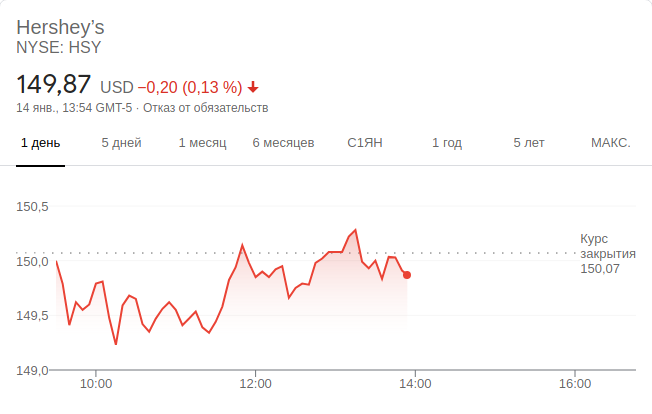 Hershey's
NYSE: HSY
149,87 USD −0,20 (0,13 %)
14 янв., 13:54 GMT-5 · Отказ от обязательств
1 день 5 дней 1 месяц 6 месяцев С1ЯН 1 год 5 лет МАКС.
150,5
150,0
149,5
149,0
Курс
закрытия
150,07
10:00 12:00 14:00 16:00